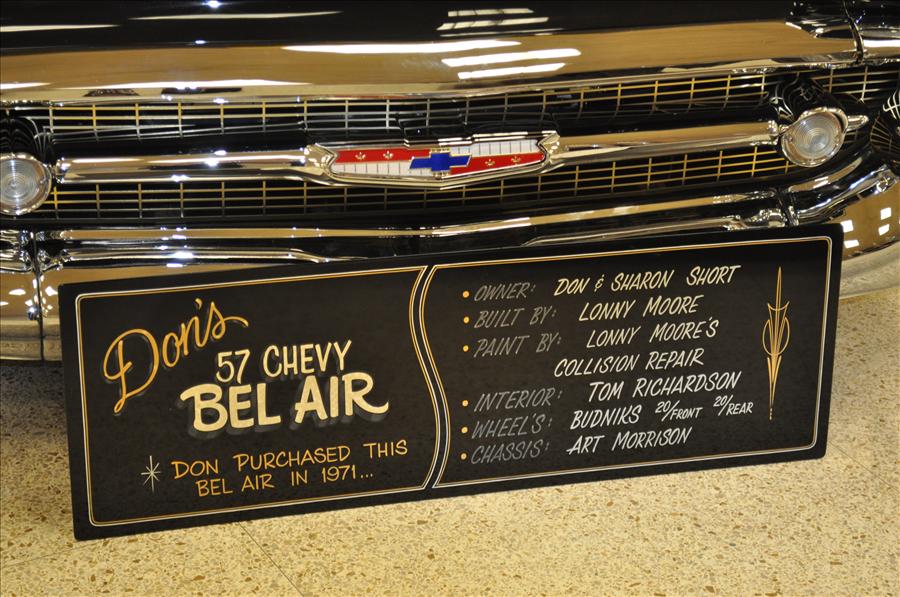 Don's
57 CHEVY
BEL AIR
DON PURCHASED THIS
BEL AIR IN 1971...
• OWNER: DON & SHARON SHORT
• BUILT BY: LONNY MOORE
• PAINT BY: LONNY MOORE'S
COLLISION REPAIR
• INTERIOR: TOM RICHARDSON
• WHEEL'S: BUDNIKS 20/FRONT 20/REAR
• CHASSIS: ART MORRISON